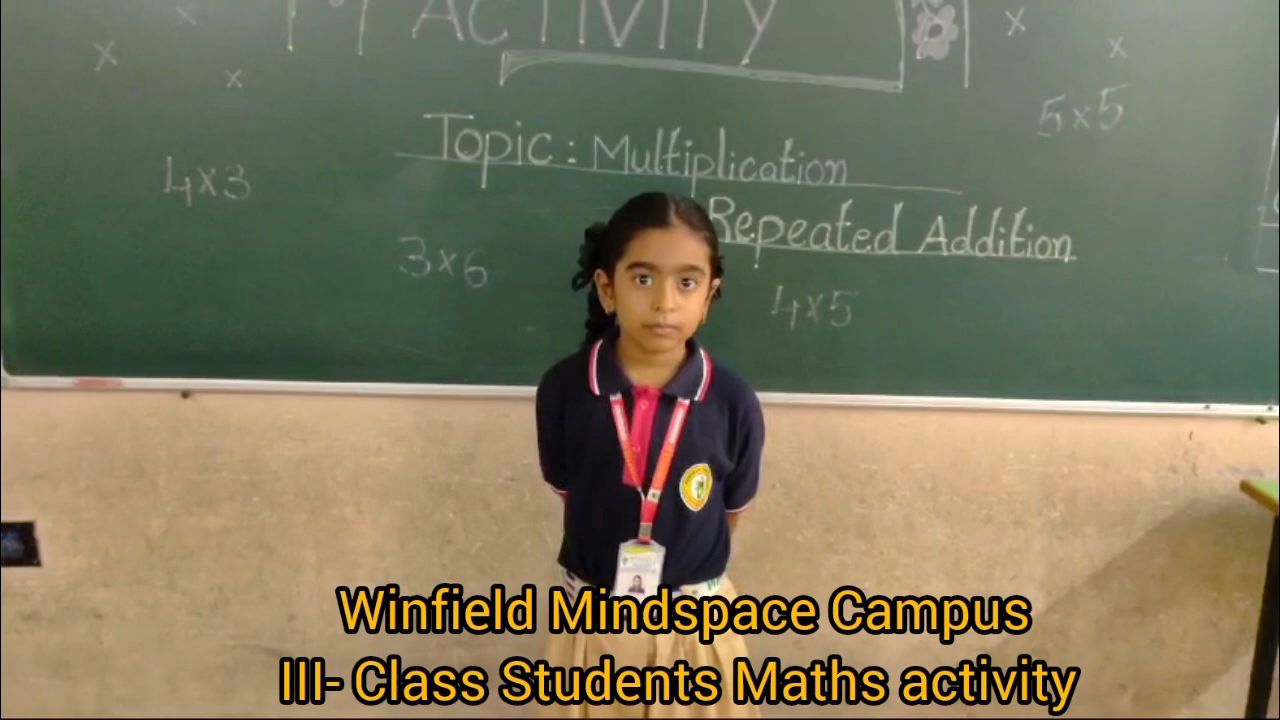 ACTIVITY
Topic : Multiplication
Repeated Addition
4x3
3x6
4x5
5x5
Winfield Mindspace Campus
III- Class Students Maths activity